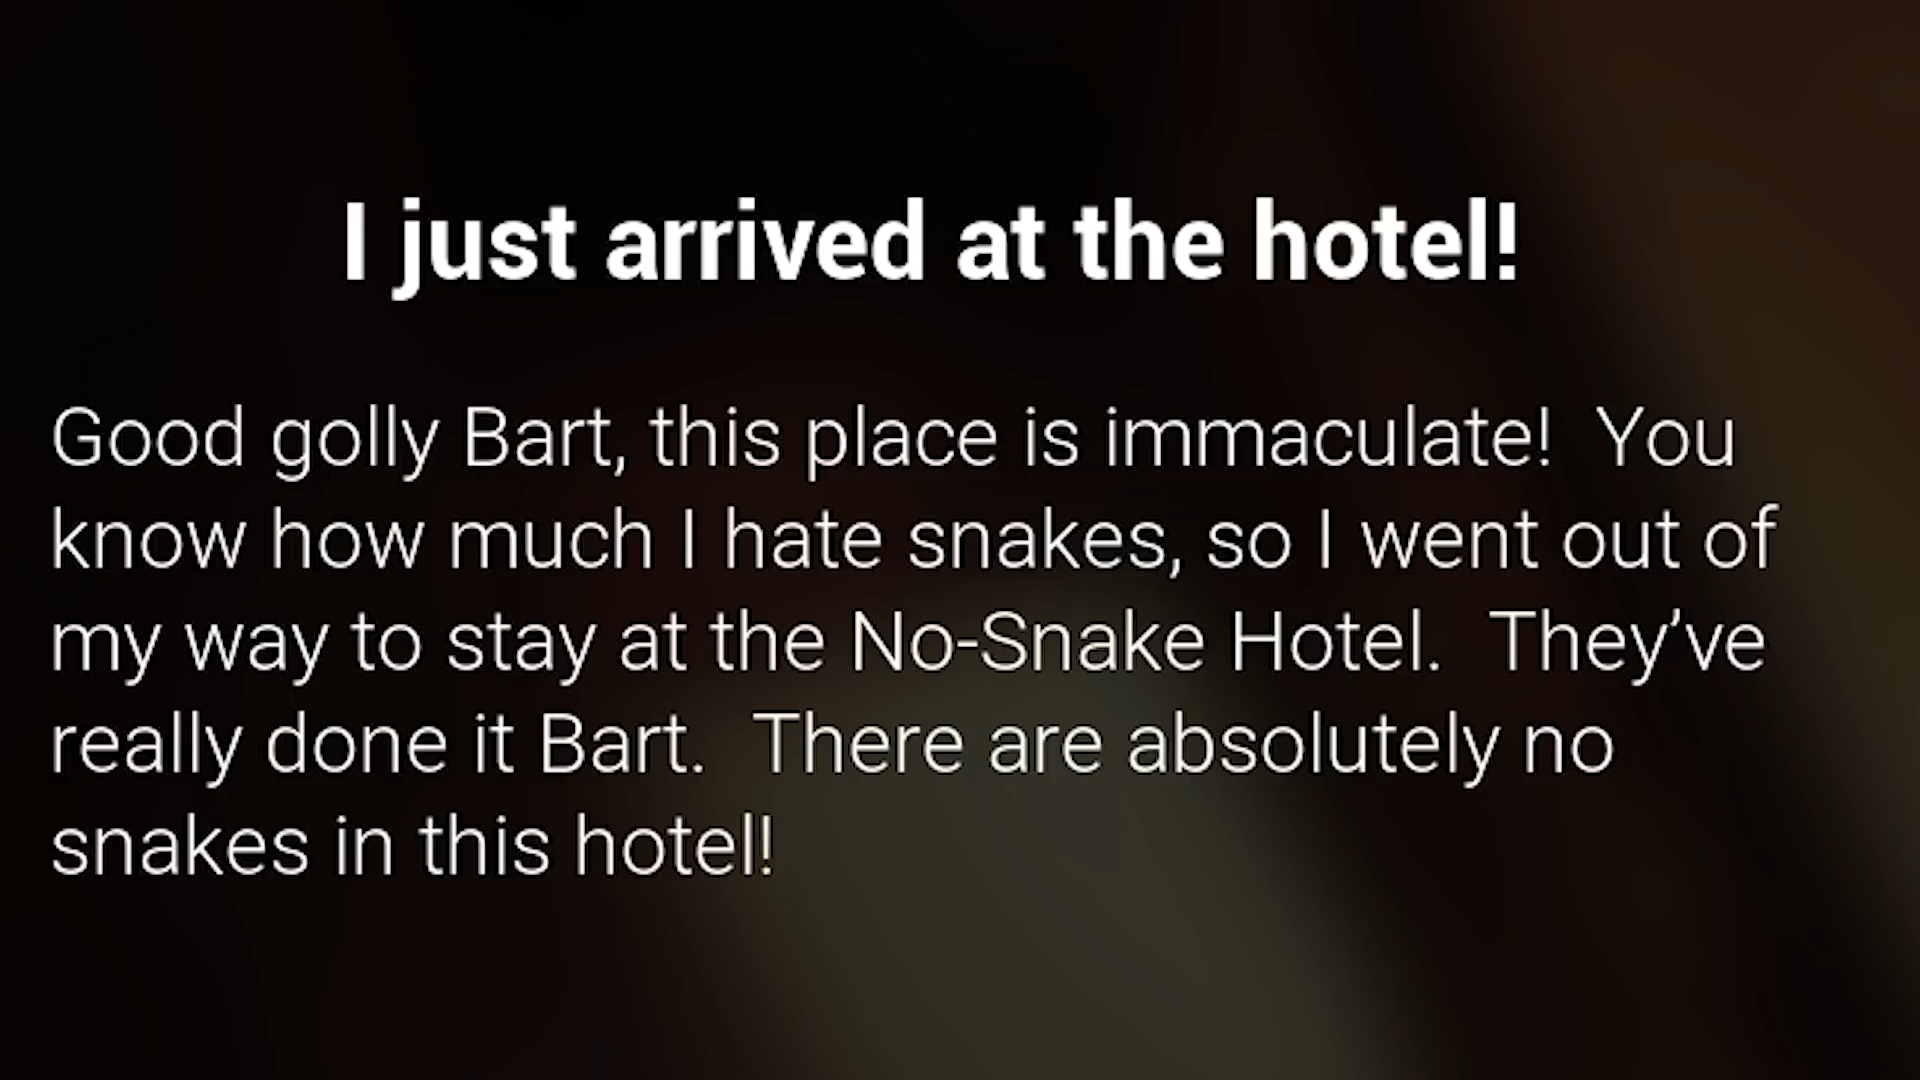 I just arrived at the hotel!
Good golly Bart, this place is immaculate!  You
know how much I hate snakes, so I went out of
my way to stay at the No-Snake Hotel.  They’ve
really done it Bart.  There are absolutely no
snakes in this hotel!